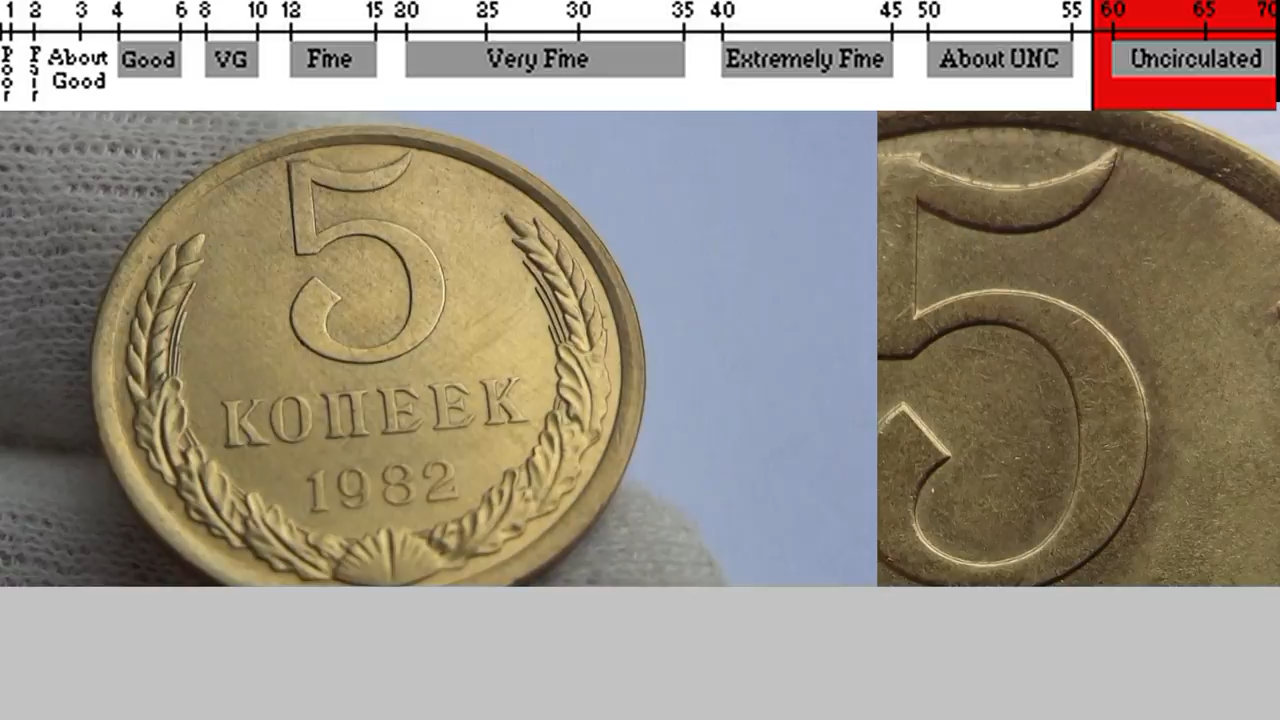 1 2 3 4 6 8 10 12 15 20 25 30 35 40 45 50 55 60 65 70
Poor Fair About Good Good VG Fine Very Fine Extremely Fine About UNC Uncirculated
5
КОПЕЕК
1982
5